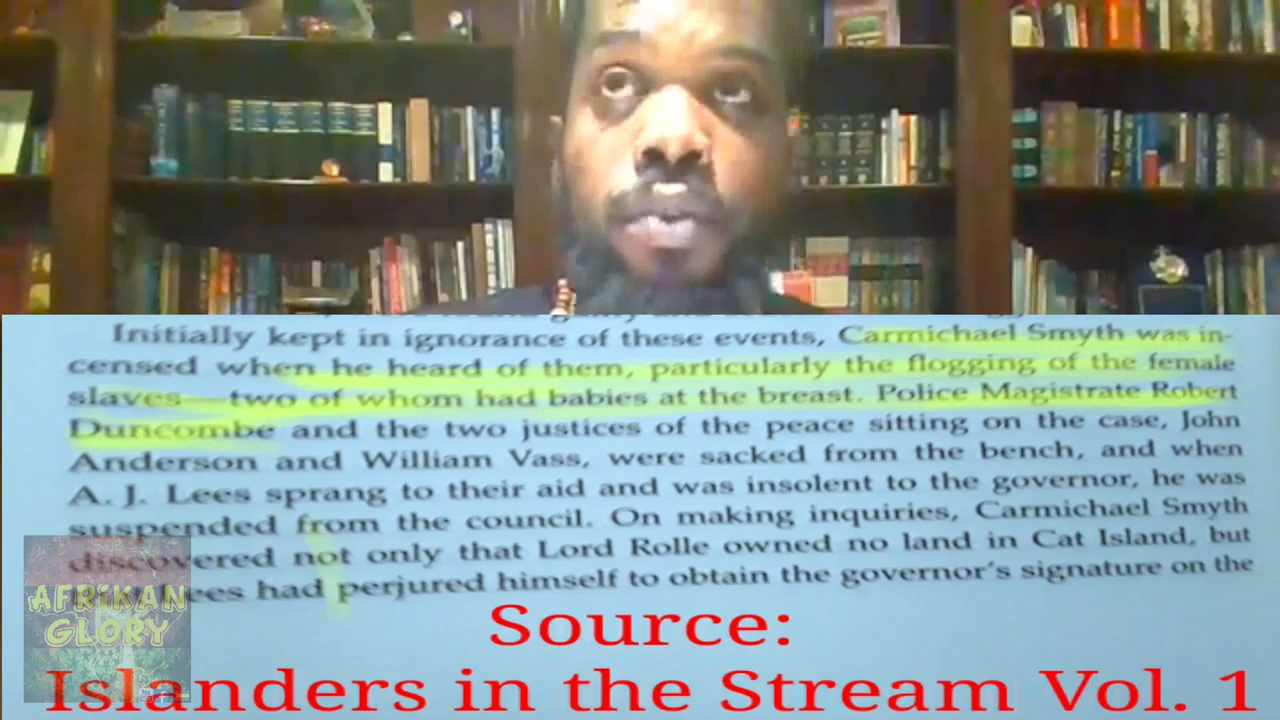 Initially kept in ignorance of these events, Carmichael Smyth was in-
censed when he heard of them, particularly the flogging of the female
slaves—two of whom had babies at the breast. Police Magistrate Robert
Duncombe and the two justices of the peace sitting on the case, John
Anderson and William Vass, were sacked from the bench, and when
A. J. Lees sprang to their aid and was insolent to the governor, he was
suspended from the council. On making inquiries, Carmichael Smyth
discovered not only that Lord Rolle owned no land in Cat Island, but
Lees had perjured himself to obtain the governor's signature on the
AFRIKAN
GLORY
Source:
Islanders in the Stream Vol. 1